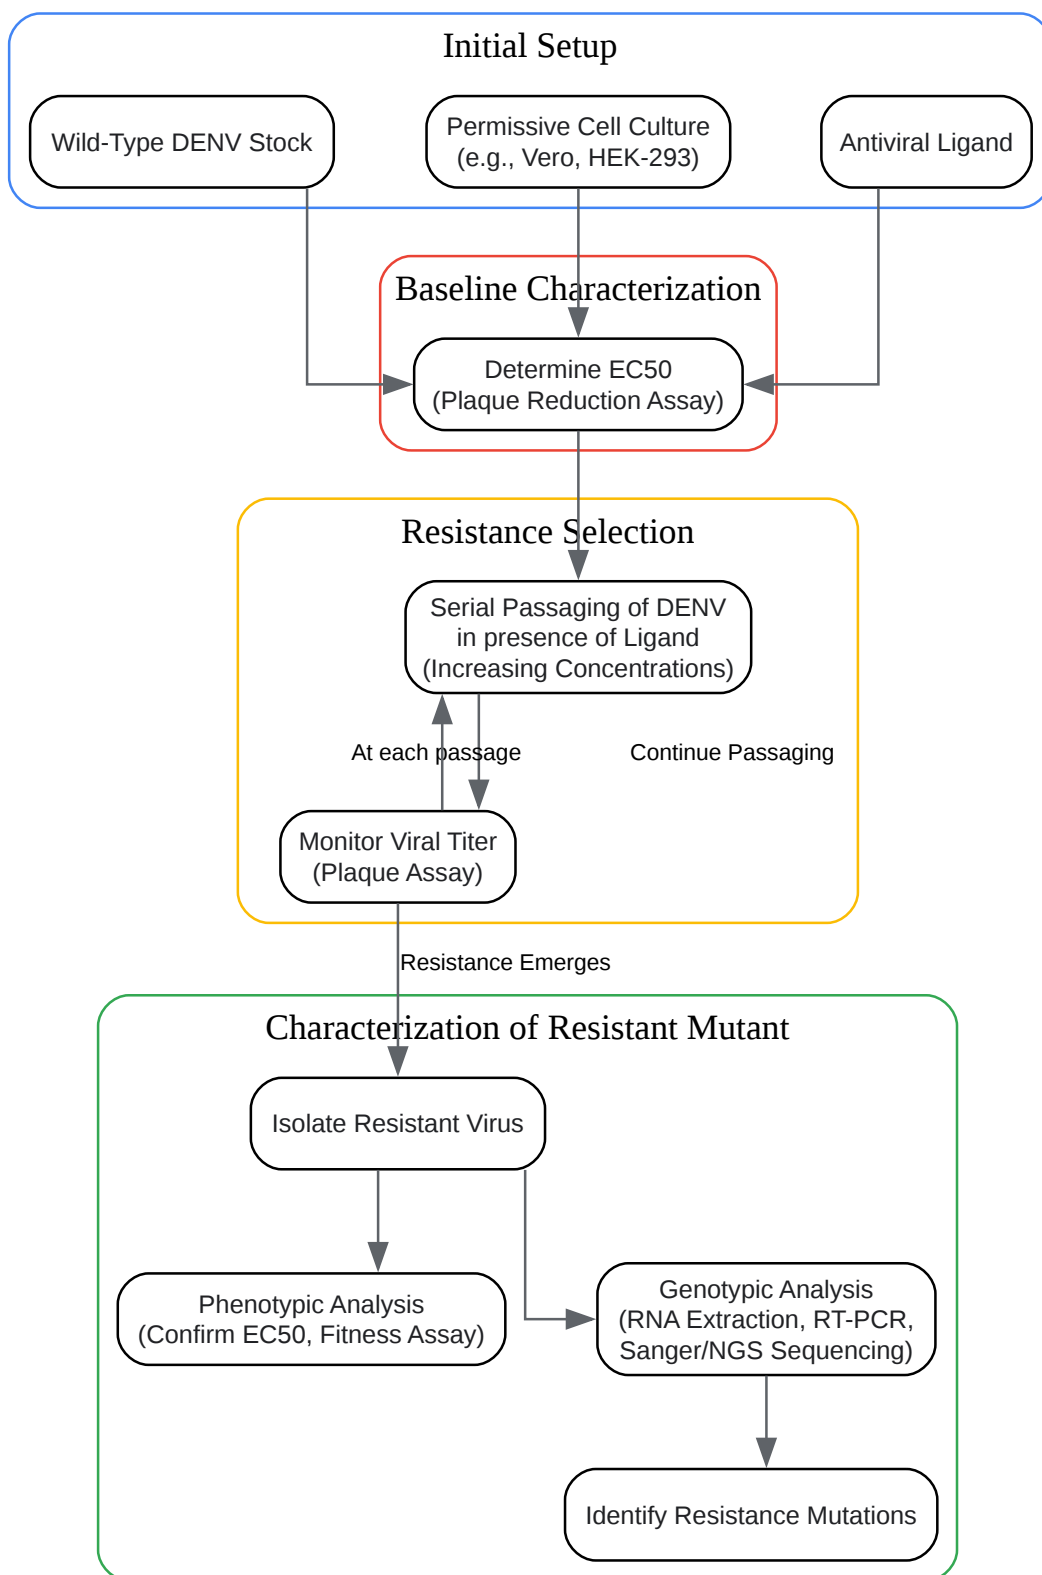 Initial Setup
Wild-Type DENV Stock
Permissive Cell Culture
(e.g., Vero, HEK-293)
Antiviral Ligand
Baseline Characterization
Determine EC50
(Plaque Reduction Assay)
Resistance Selection
Serial Passaging of DENV
in presence of Ligand
(Increasing Concentrations)
At each passage
Continue Passaging
Monitor Viral Titer
(Plaque Assay)
Resistance Emerges
Characterization of Resistant Mutant
Isolate Resistant Virus
Phenotypic Analysis
(Confirm EC50, Fitness Assay)
Genotypic Analysis
(RNA Extraction, RT-PCR,
Sanger/NGS Sequencing)
Identify Resistance Mutations